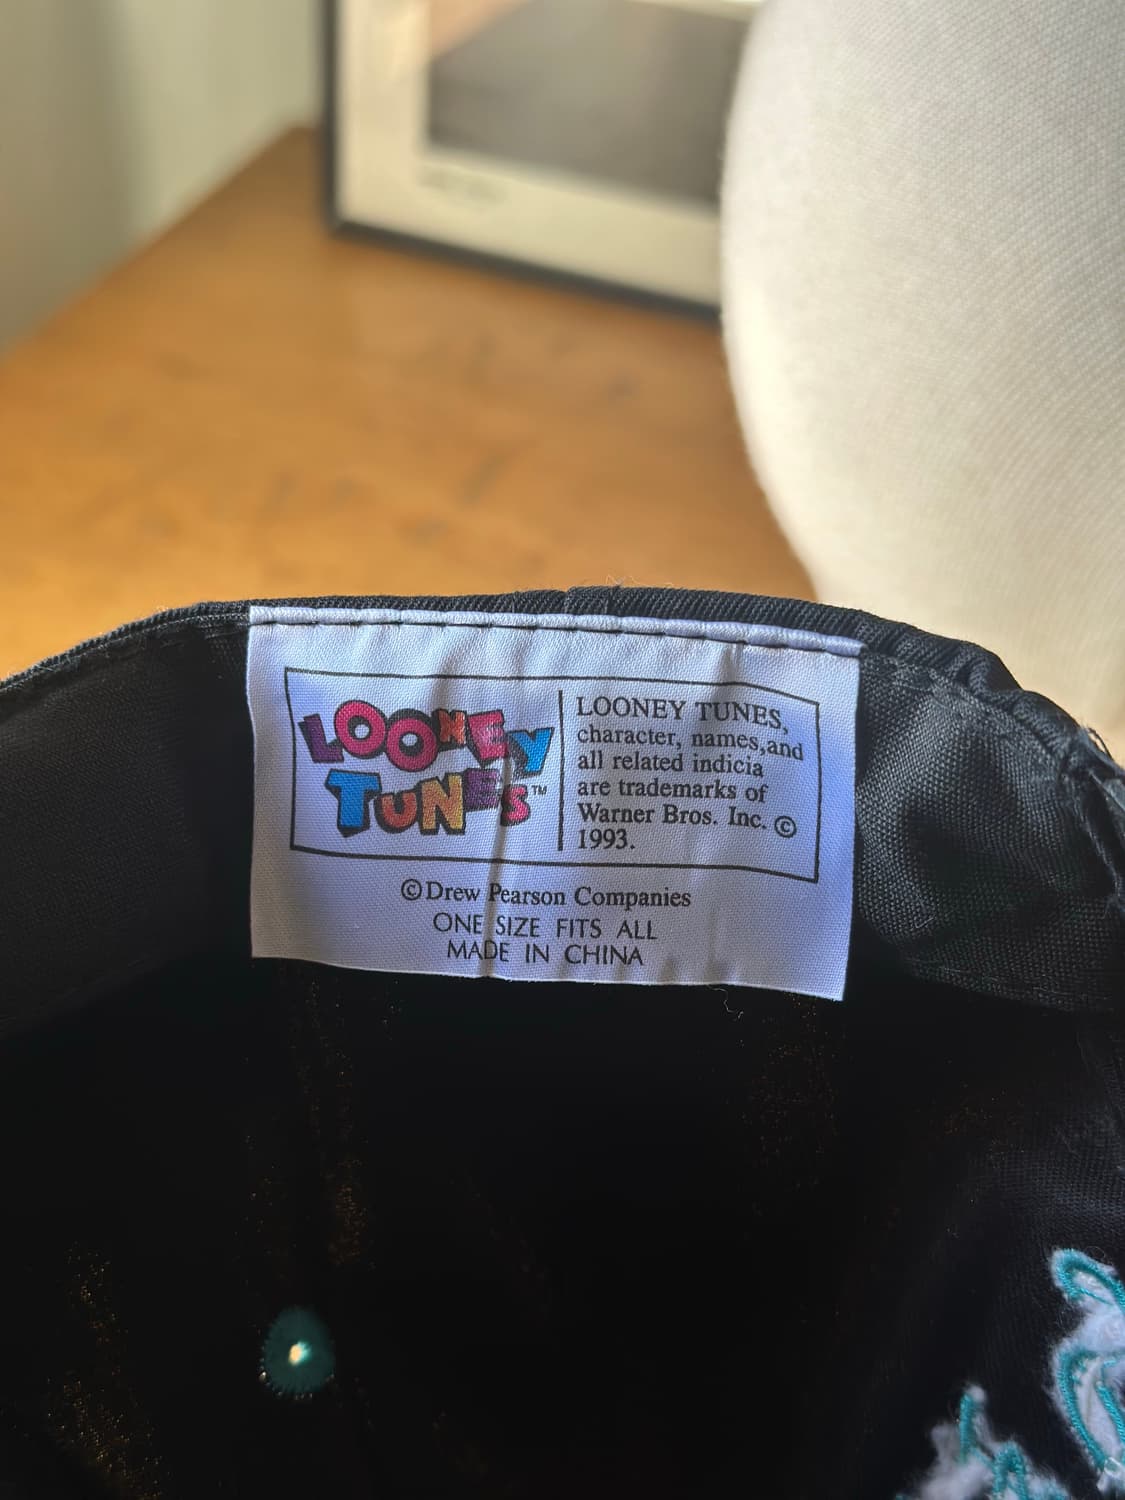 LOONEY
TUNES™
LOONEY TUNES,
character, names,and
all related indicia
are trademarks of
Warner Bros. Inc. ©
1993.
©Drew Pearson Companies
ONE SIZE FITS ALL
MADE IN CHINA